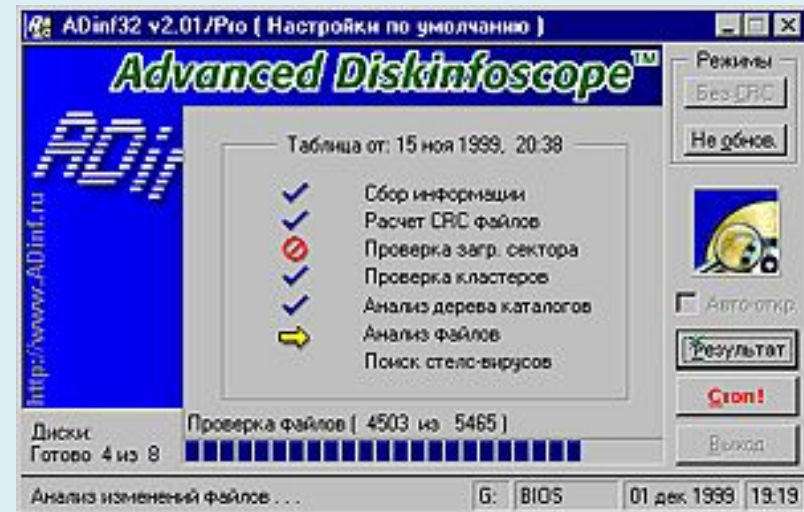 ADinf32 v2.01/Pro ( Настройки по умолчанию )
Advanced Diskinfoscope™
Режимы
Без CRC
Не обнов.
ADin
http://www.ADinf.ru
Таблица от: 15 ноя 1999, 20:38
Сбор информации
Расчет CRC файлов
Проверка загр. сектора
Проверка кластеров
Анализ дерева каталогов
Анализ файлов
Поиск стелс-вирусов
Авто-откр.
Результат
Стоп!
Выход
Диски:
Готово 4 из 8
Проверка файлов ( 4503 из 5465 )
Анализ изменений файлов . . .
G:
BIOS
01 дек 1999
19:19